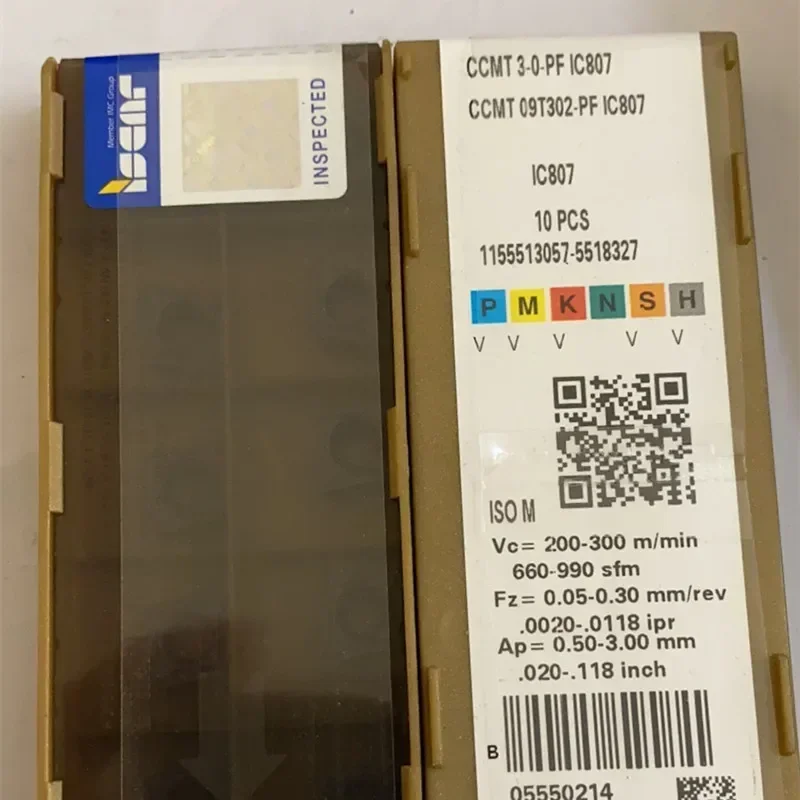 Member IMC Group
ISCAR
INSPECTED
CCMT 3-0-PF IC807
CCMT 09T302-PF IC807
IC807
10 PCS
1155513057-5518327
P M K N S H
V V V V V
ISO M
Vc= 200-300 m/min
660-990 sfm
Fz= 0.05-0.30 mm/rev
.0020-.0118 ipr
Ap= 0.50-3.00 mm
.020-.118 inch
B
05550214